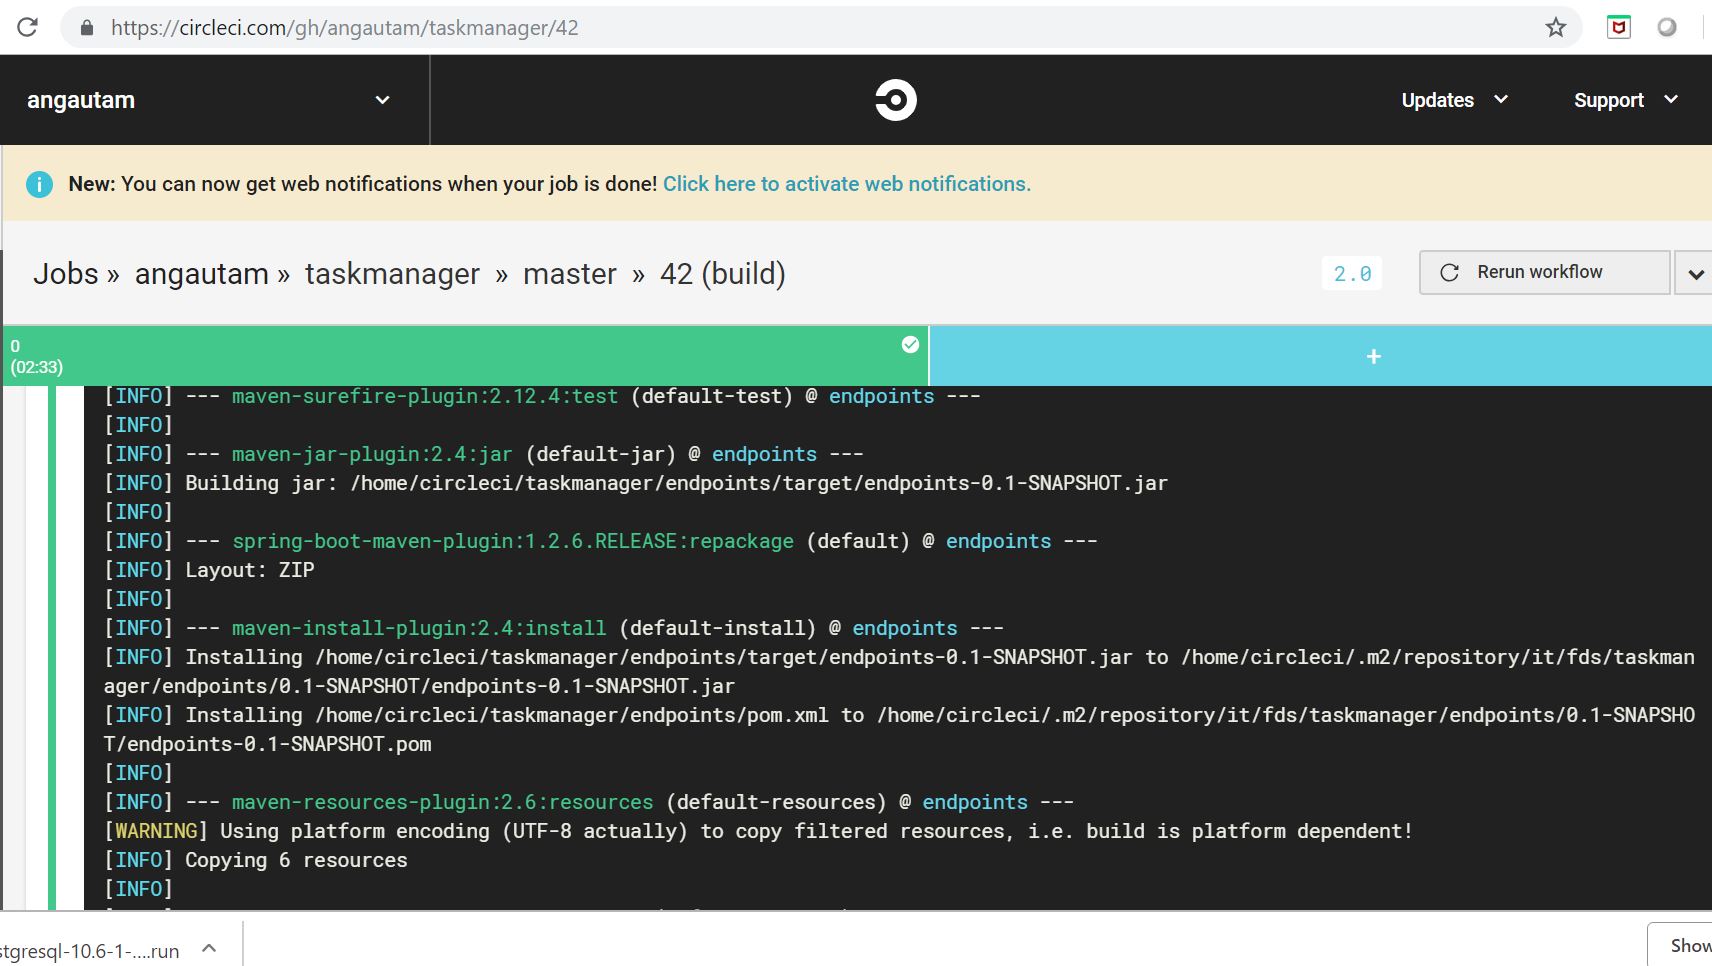 https://circleci.com/gh/angautam/taskmanager/42
angautam
Updates
Support
New: You can now get web notifications when your job is done! Click here to activate web notifications.
Jobs » angautam » taskmanager » master » 42 (build)
2.0
Rerun workflow
0
(02:33)
+
[INFO] --- maven-surefire-plugin:2.12.4:test (default-test) @ endpoints ---
[INFO]
[INFO] --- maven-jar-plugin:2.4:jar (default-jar) @ endpoints ---
[INFO] Building jar: /home/circleci/taskmanager/endpoints/target/endpoints-0.1-SNAPSHOT.jar
[INFO]
[INFO] --- spring-boot-maven-plugin:1.2.6.RELEASE:repackage (default) @ endpoints ---
[INFO] Layout: ZIP
[INFO]
[INFO] --- maven-install-plugin:2.4:install (default-install) @ endpoints ---
[INFO] Installing /home/circleci/taskmanager/endpoints/target/endpoints-0.1-SNAPSHOT.jar to /home/circleci/.m2/repository/it/fds/taskman
ager/endpoints/0.1-SNAPSHOT/endpoints-0.1-SNAPSHOT.jar
[INFO] Installing /home/circleci/taskmanager/endpoints/pom.xml to /home/circleci/.m2/repository/it/fds/taskmanager/endpoints/0.1-SNAPSHO
T/endpoints-0.1-SNAPSHOT.pom
[INFO]
[INFO] --- maven-resources-plugin:2.6:resources (default-resources) @ endpoints ---
[WARNING] Using platform encoding (UTF-8 actually) to copy filtered resources, i.e. build is platform dependent!
[INFO] Copying 6 resources
[INFO]
stgresql-10.6-1-....run
Show